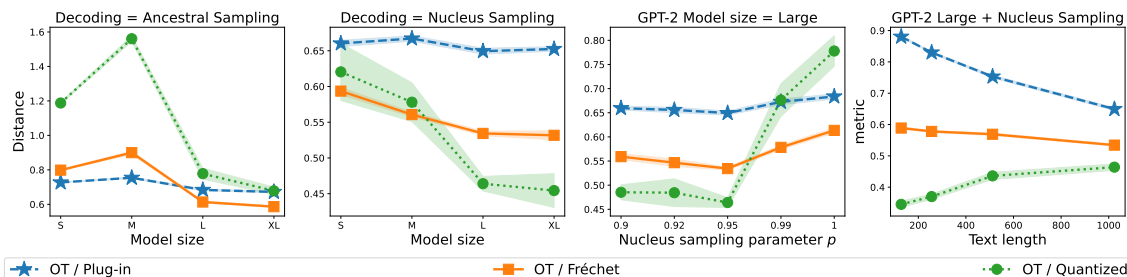 Decoding = Ancestral Sampling
Distance
1.6
1.4
1.2
1.0
0.8
0.6
S M L XL
Model size
Decoding = Nucleus Sampling
0.65
0.60
0.55
0.50
0.45
S M L XL
Model size
GPT-2 Model size = Large
0.80
0.75
0.70
0.65
0.60
0.55
0.50
0.45
0.9 0.92 0.95 0.99 1
Nucleus sampling parameter p
GPT-2 Large + Nucleus Sampling
metric
0.9
0.8
0.7
0.6
0.5
0.4
200 400 600 800 1000
Text length
OT / Plug-in OT / Fréchet OT / Quantized